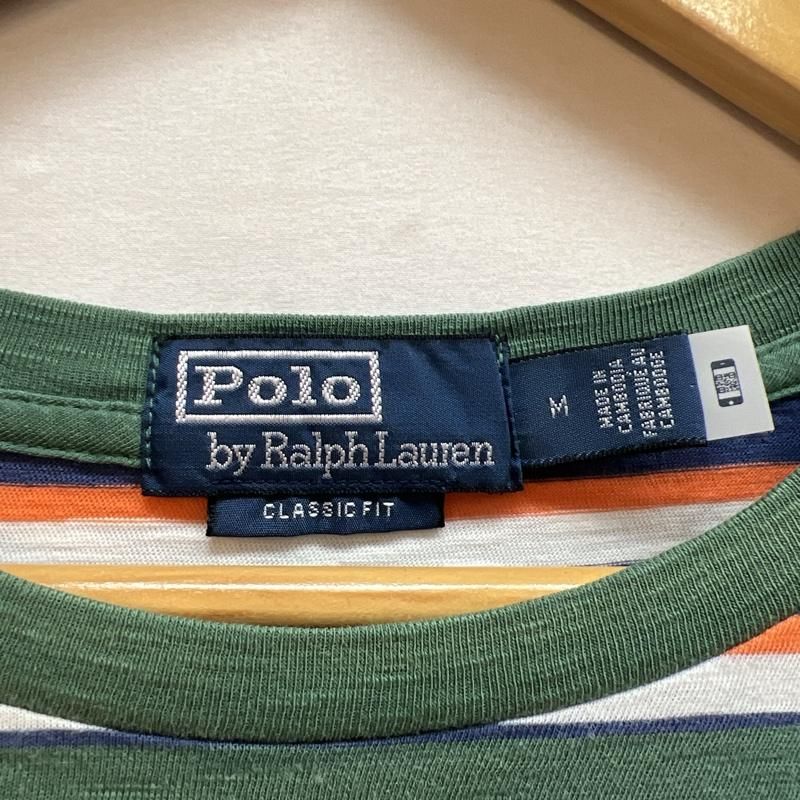 Polo
by Ralph Lauren
CLASSIC FIT
M
MADE IN
CAMBODIA
FABRIQUÉ AU
CAMBODGE